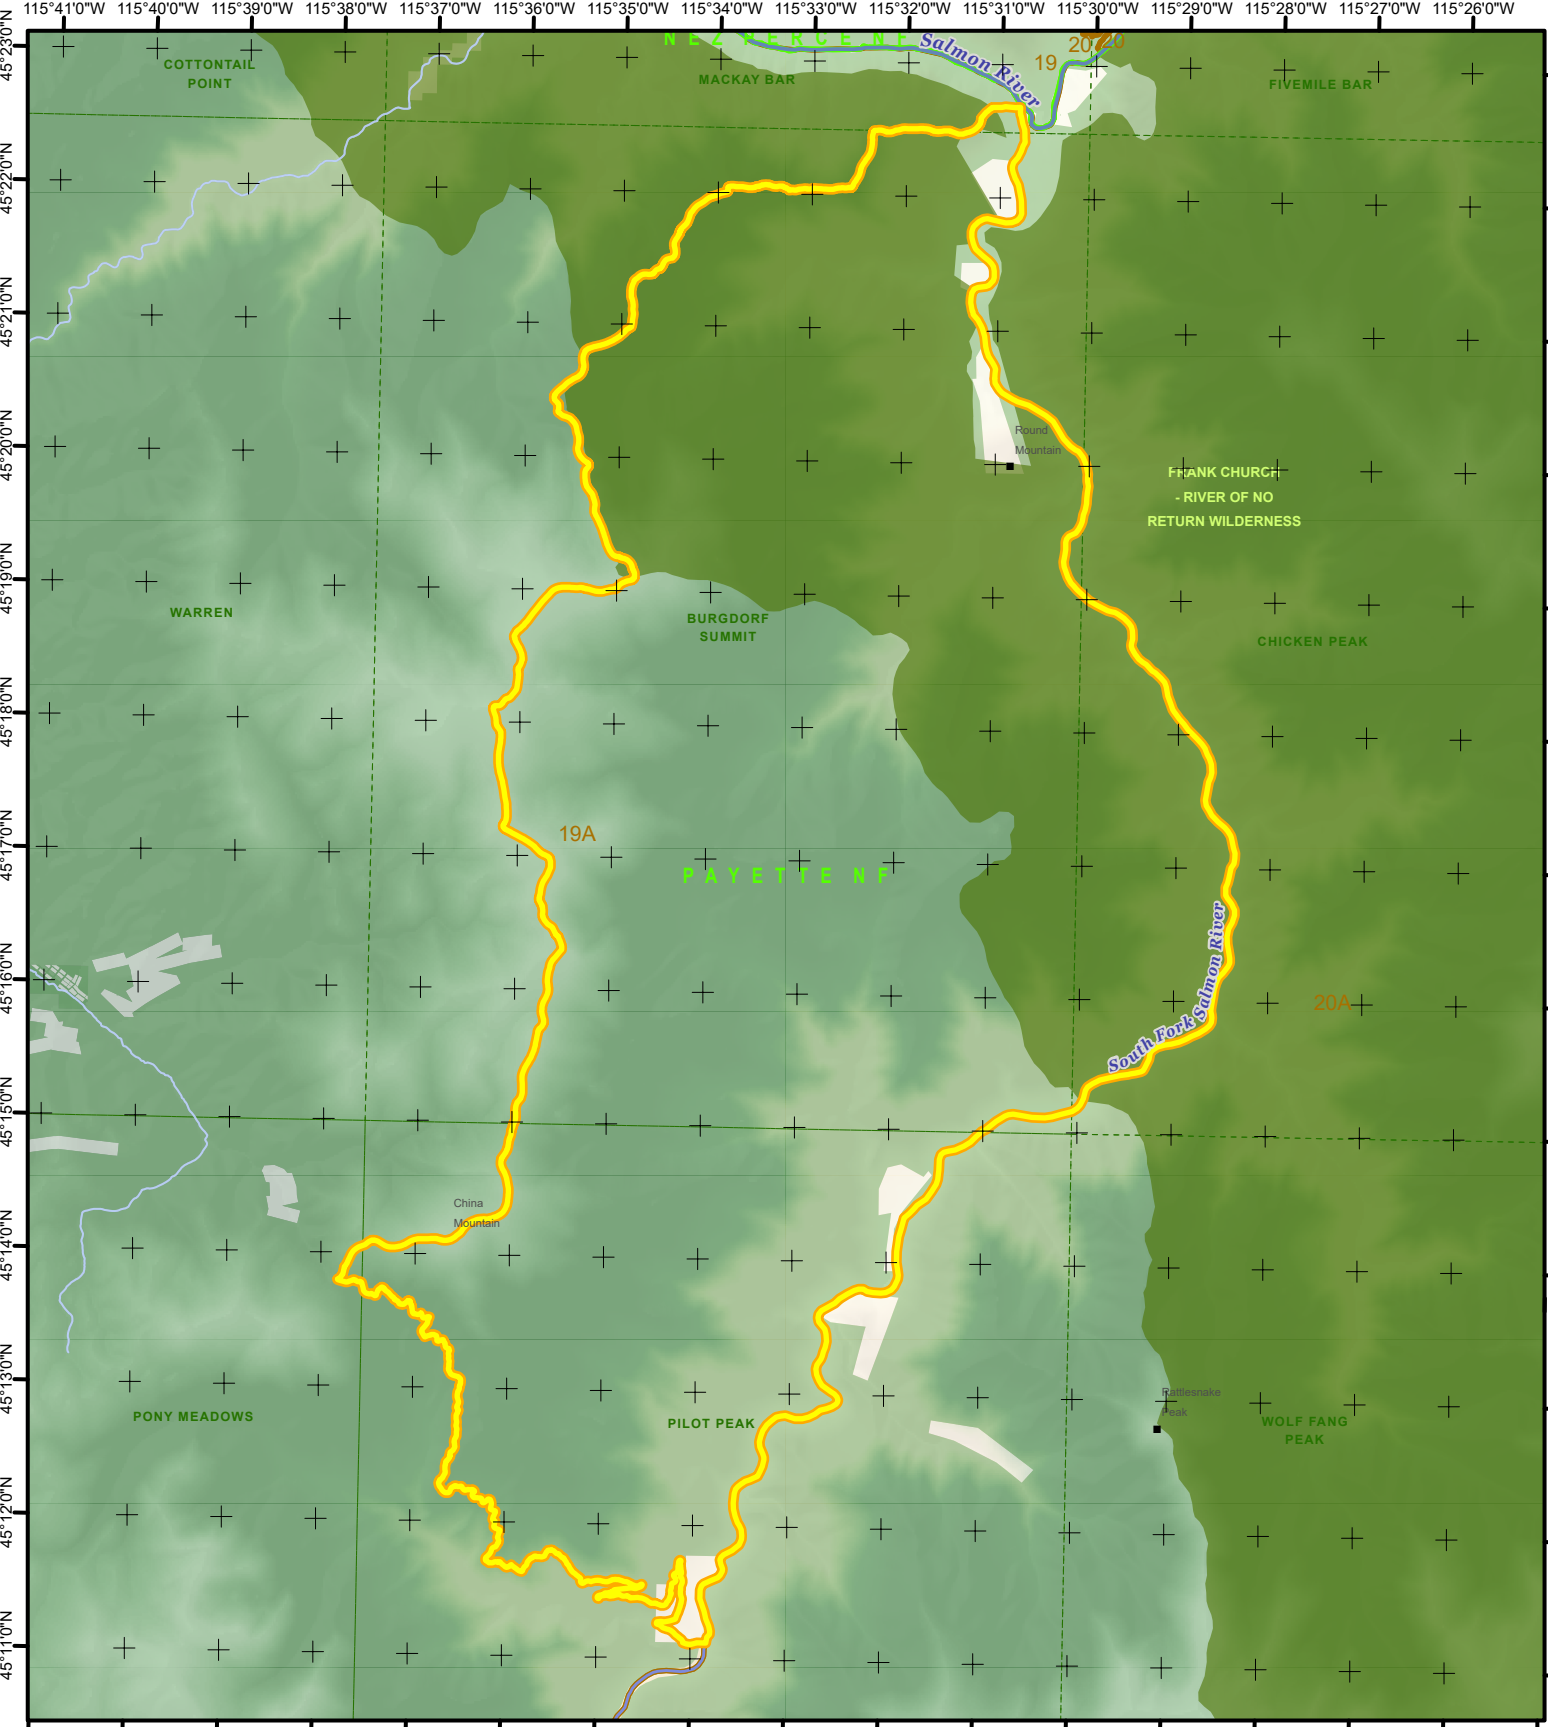 115°41'0"W 115°40'0"W 115°39'0"W 115°38'0"W 115°37'0"W 115°36'0"W 115°35'0"W 115°34'0"W 115°33'0"W 115°32'0"W 115°31'0"W 115°30'0"W 115°29'0"W 115°28'0"W 115°27'0"W 115°26'0"W
45°23'0"N
NEZ PERCE NF
Salmon River
19
20
20
COTTONTAIL
POINT
MACKAY BAR
FIVEMILE BAR
45°22'0"N
45°21'0"N
45°20'0"N
Round
Mountain
FRANK CHURCH
- RIVER OF NO
RETURN WILDERNESS
45°19'0"N
WARREN
BURGDORF
SUMMIT
CHICKEN PEAK
45°18'0"N
45°17'0"N
19A
PAYETTE NF
45°16'0"N
20A
South Fork Salmon River
45°15'0"N
China
Mountain
45°14'0"N
45°13'0"N
Rattlesnake
Peak
PONY MEADOWS
PILOT PEAK
WOLF FANG
PEAK
45°12'0"N
45°11'0"N